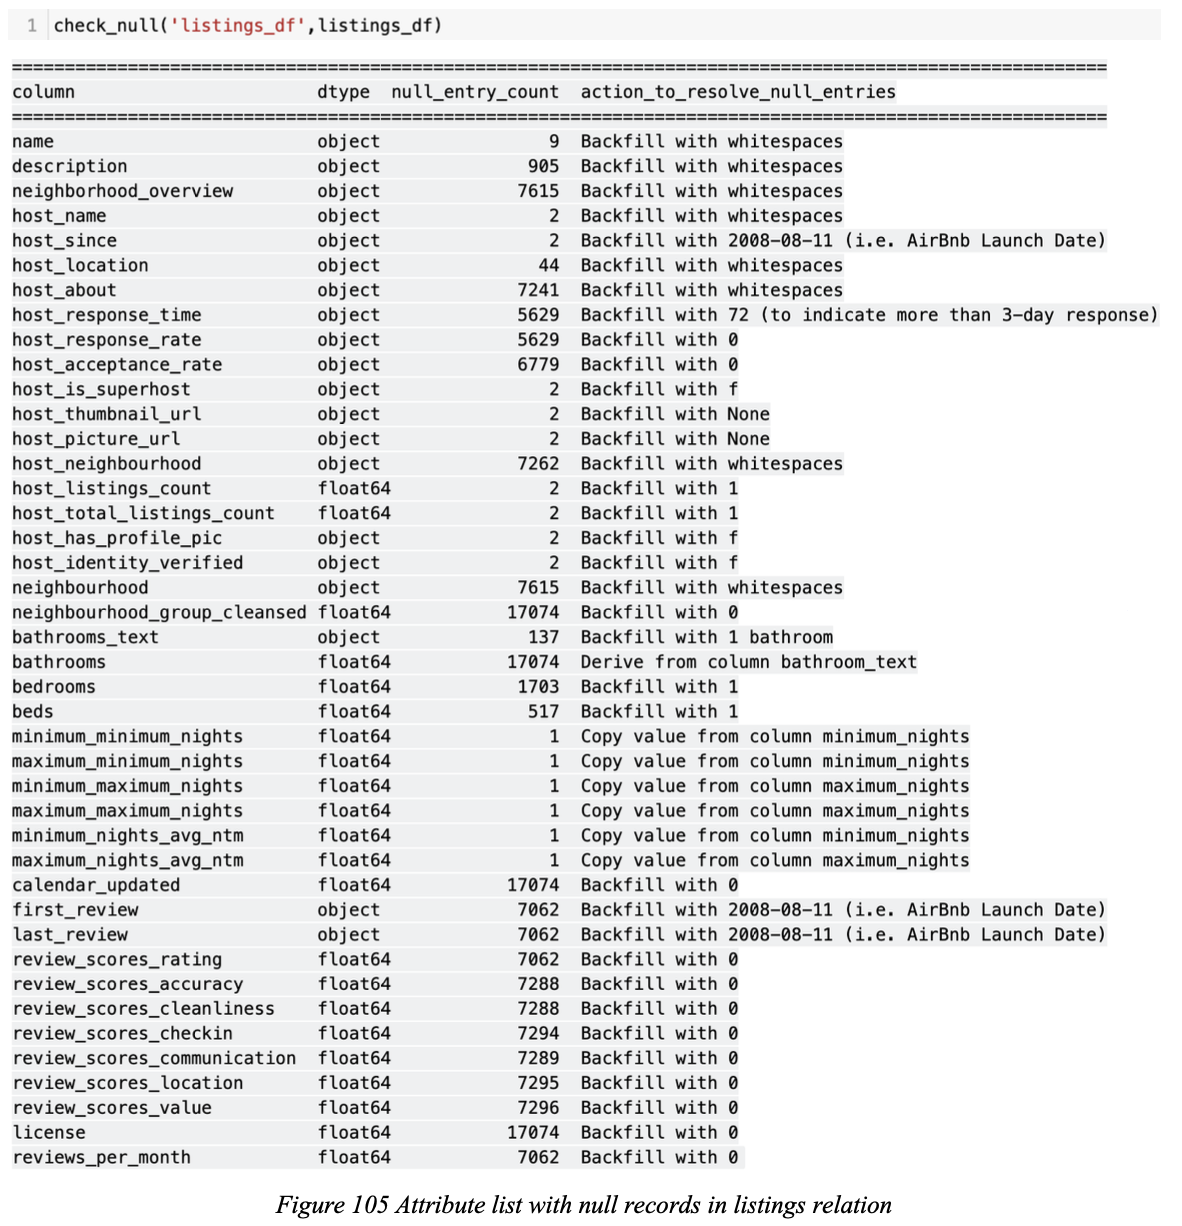 1 check_null('listings_df',listings_df)
==========================================================================================================
column dtype null_entry_count action_to_resolve_null_entries
==========================================================================================================
name object 9 Backfill with whitespaces
description object 905 Backfill with whitespaces
neighborhood_overview object 7615 Backfill with whitespaces
host_name object 2 Backfill with whitespaces
host_since object 2 Backfill with 2008-08-11 (i.e. AirBnb Launch Date)
host_location object 44 Backfill with whitespaces
host_about object 7241 Backfill with whitespaces
host_response_time object 5629 Backfill with 72 (to indicate more than 3-day response)
host_response_rate object 5629 Backfill with 0
host_acceptance_rate object 6779 Backfill with 0
host_is_superhost object 2 Backfill with f
host_thumbnail_url object 2 Backfill with None
host_picture_url object 2 Backfill with None
host_neighbourhood object 7262 Backfill with whitespaces
host_listings_count float64 2 Backfill with 1
host_total_listings_count float64 2 Backfill with 1
host_has_profile_pic object 2 Backfill with f
host_identity_verified object 2 Backfill with f
neighbourhood object 7615 Backfill with whitespaces
neighbourhood_group_cleansed float64 17074 Backfill with 0
bathrooms_text object 137 Backfill with 1 bathroom
bathrooms float64 17074 Derive from column bathroom_text
bedrooms float64 1703 Backfill with 1
beds float64 517 Backfill with 1
minimum_minimum_nights float64 1 Copy value from column minimum_nights
maximum_minimum_nights float64 1 Copy value from column minimum_nights
minimum_maximum_nights float64 1 Copy value from column maximum_nights
maximum_maximum_nights float64 1 Copy value from column maximum_nights
minimum_nights_avg_ntm float64 1 Copy value from column minimum_nights
maximum_nights_avg_ntm float64 1 Copy value from column maximum_nights
calendar_updated float64 17074 Backfill with 0
first_review object 7062 Backfill with 2008-08-11 (i.e. AirBnb Launch Date)
last_review object 7062 Backfill with 2008-08-11 (i.e. AirBnb Launch Date)
review_scores_rating float64 7062 Backfill with 0
review_scores_accuracy float64 7288 Backfill with 0
review_scores_cleanliness float64 7288 Backfill with 0
review_scores_checkin float64 7294 Backfill with 0
review_scores_communication float64 7289 Backfill with 0
review_scores_location float64 7295 Backfill with 0
review_scores_value float64 7296 Backfill with 0
license float64 17074 Backfill with 0
reviews_per_month float64 7062 Backfill with 0
Figure 105 Attribute list with null records in listings relation